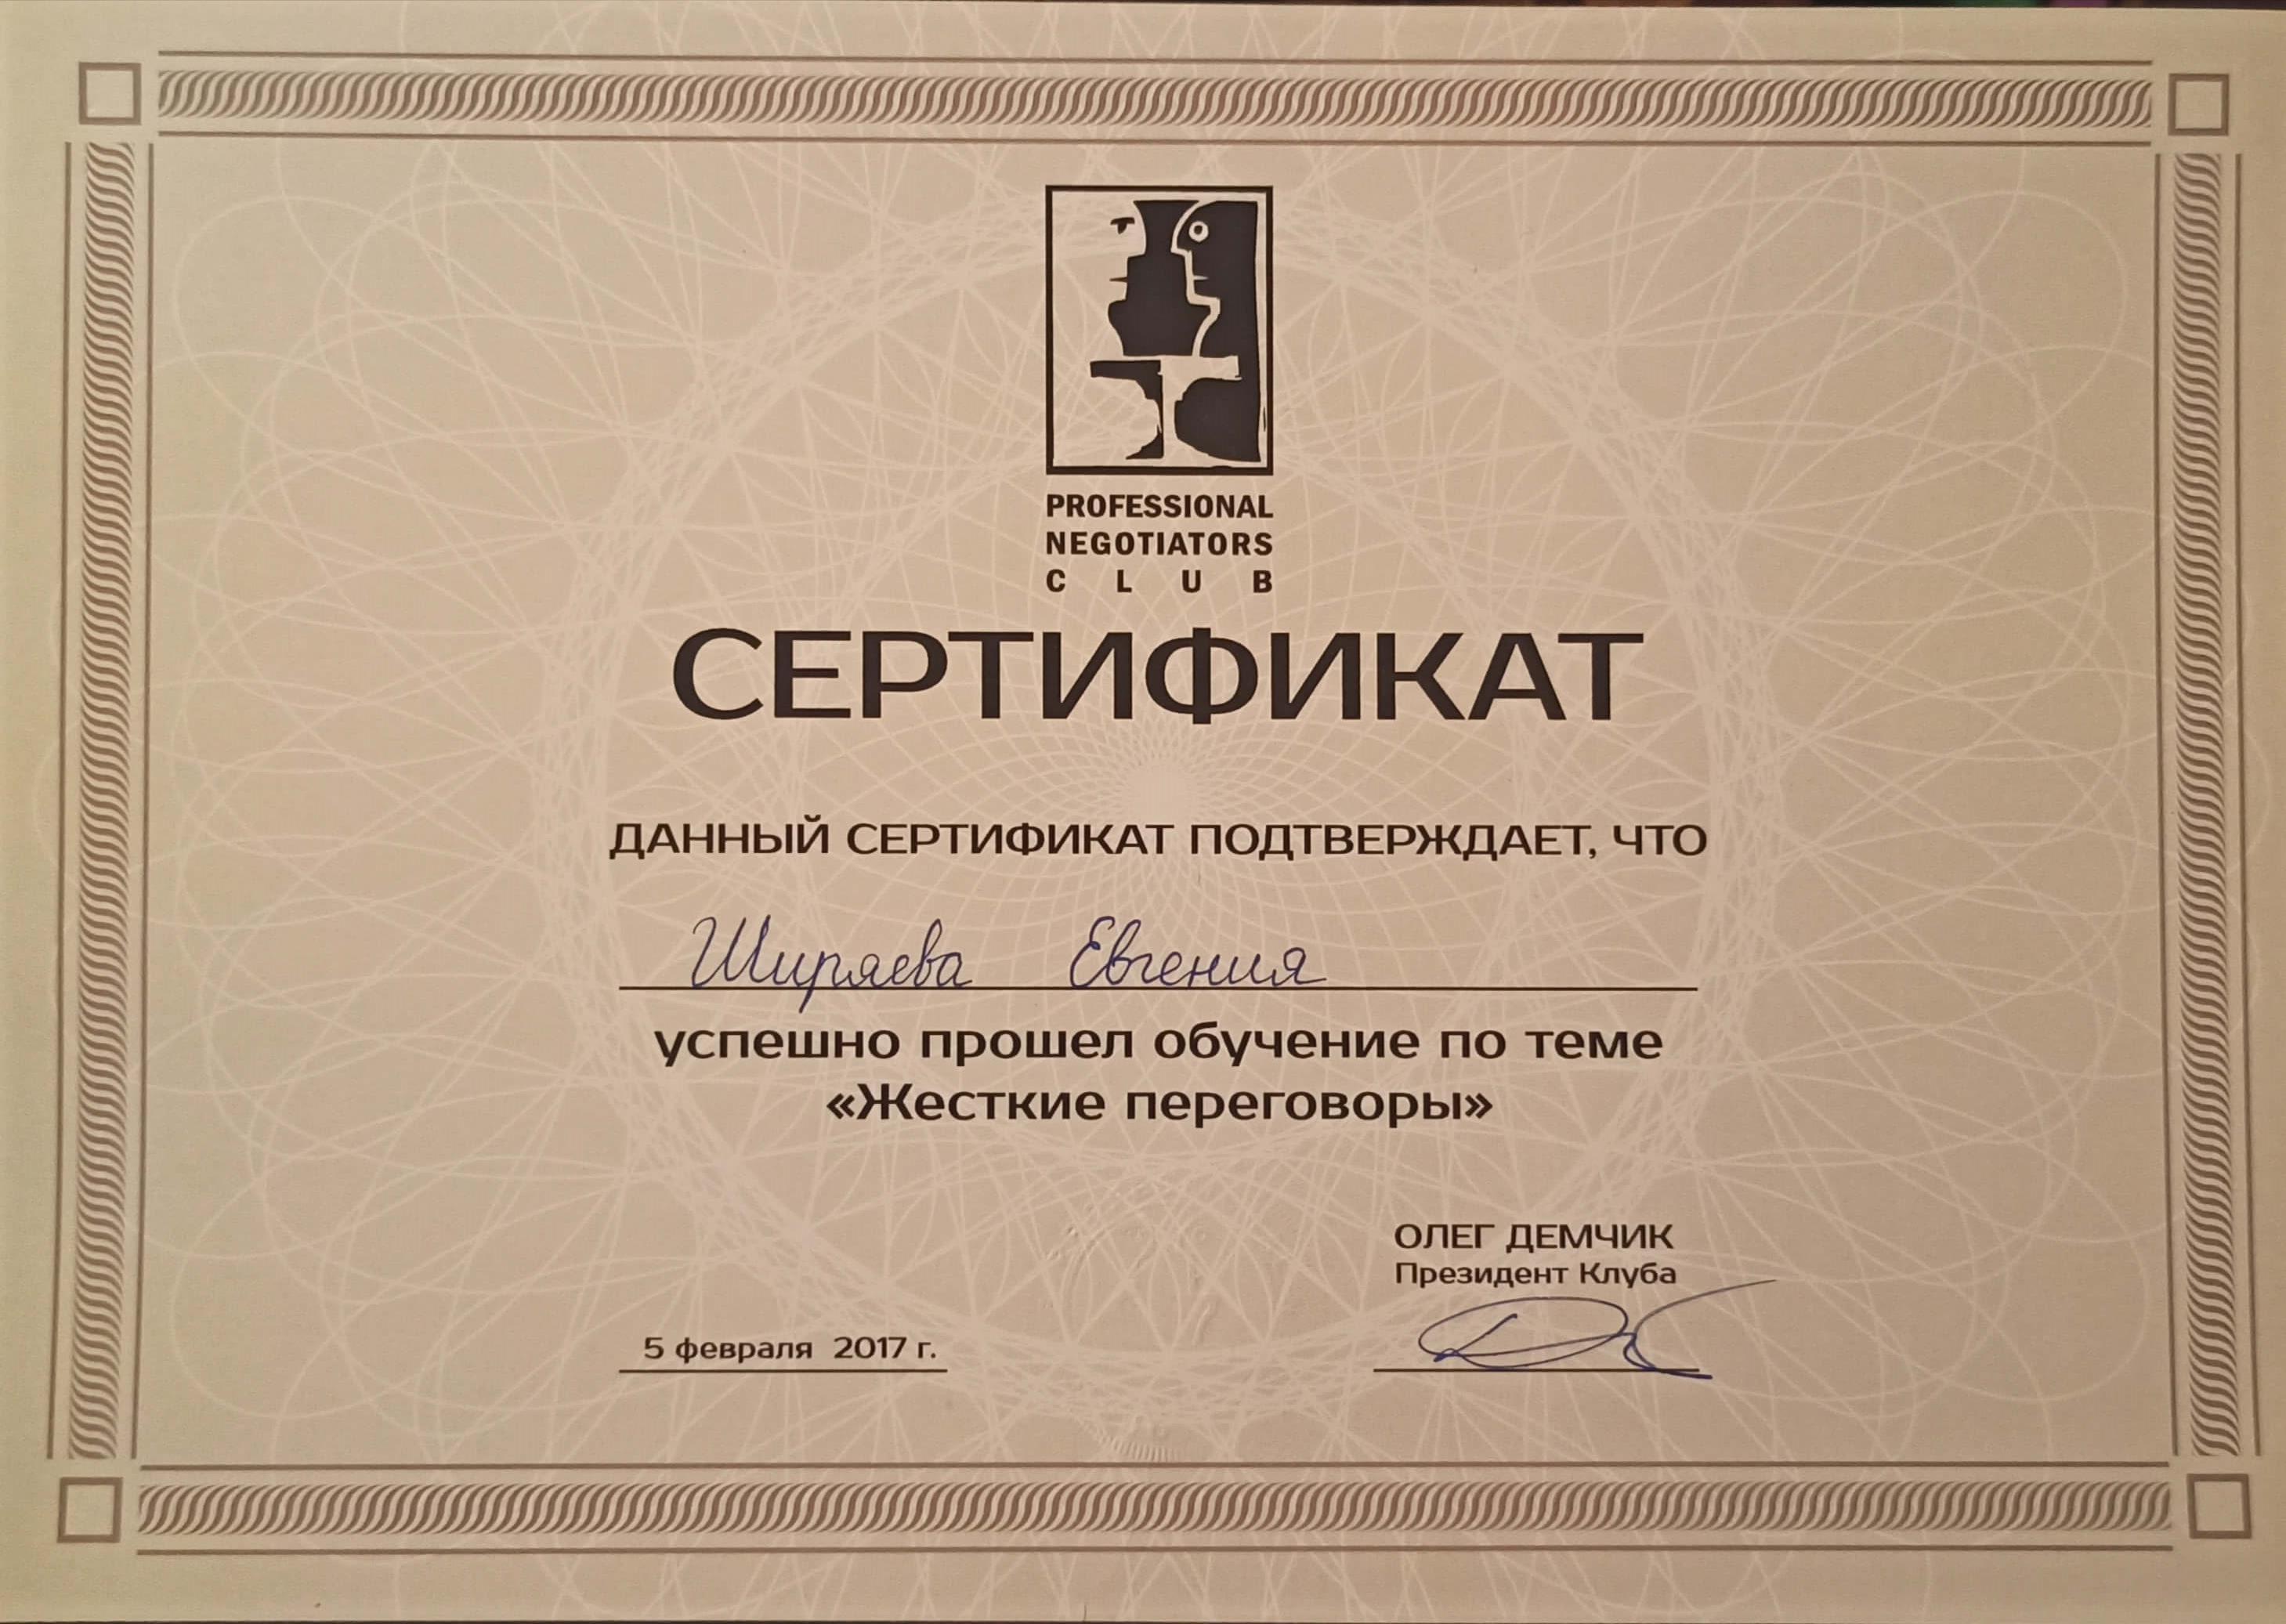 PROFESSIONAL
NEGOTIATORS
CLUB
СЕРТИФИКАТ
ДАННЫЙ СЕРТИФИКАТ ПОДТВЕРЖДАЕТ, ЧТО
Ширяева Евгения
успешно прошел обучение по теме
«Жесткие переговоры»
ОЛЕГ ДЕМЧИК
Президент Клуба
5 февраля 2017 г.